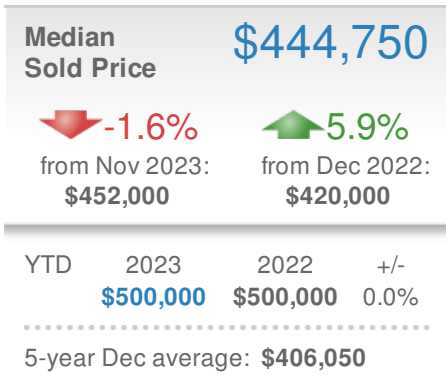 Median
Sold Price
$444,750
-1.6%
from Nov 2023:
$452,000
5.9%
from Dec 2022:
$420,000
YTD 2023 2022 +/-
$500,000 $500,000 0.0%
5-year Dec average: $406,050